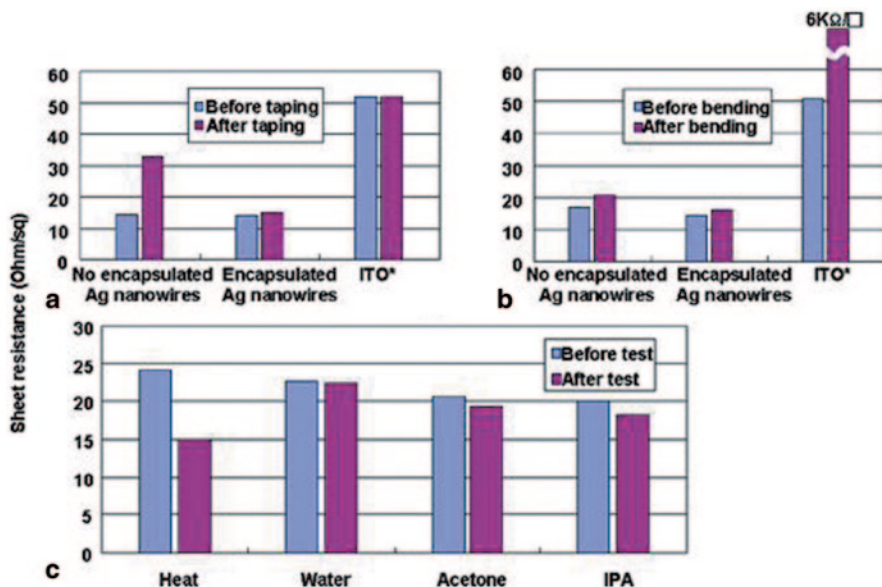 6KΩ/□
60
50
40
30
20
10
0
Before taping
After taping
No encapsulated
Ag nanowires
Encapsulated
Ag nanowires
ITO*
a
60
50
40
30
20
10
0
Before bending
After bending
No encapsulated
Ag nanowires
Encapsulated
Ag nanowires
ITO*
b
Sheet resistance (Ohm/sq)
30
25
20
15
10
5
0
Before test
After test
Heat
Water
Acetone
IPA
c